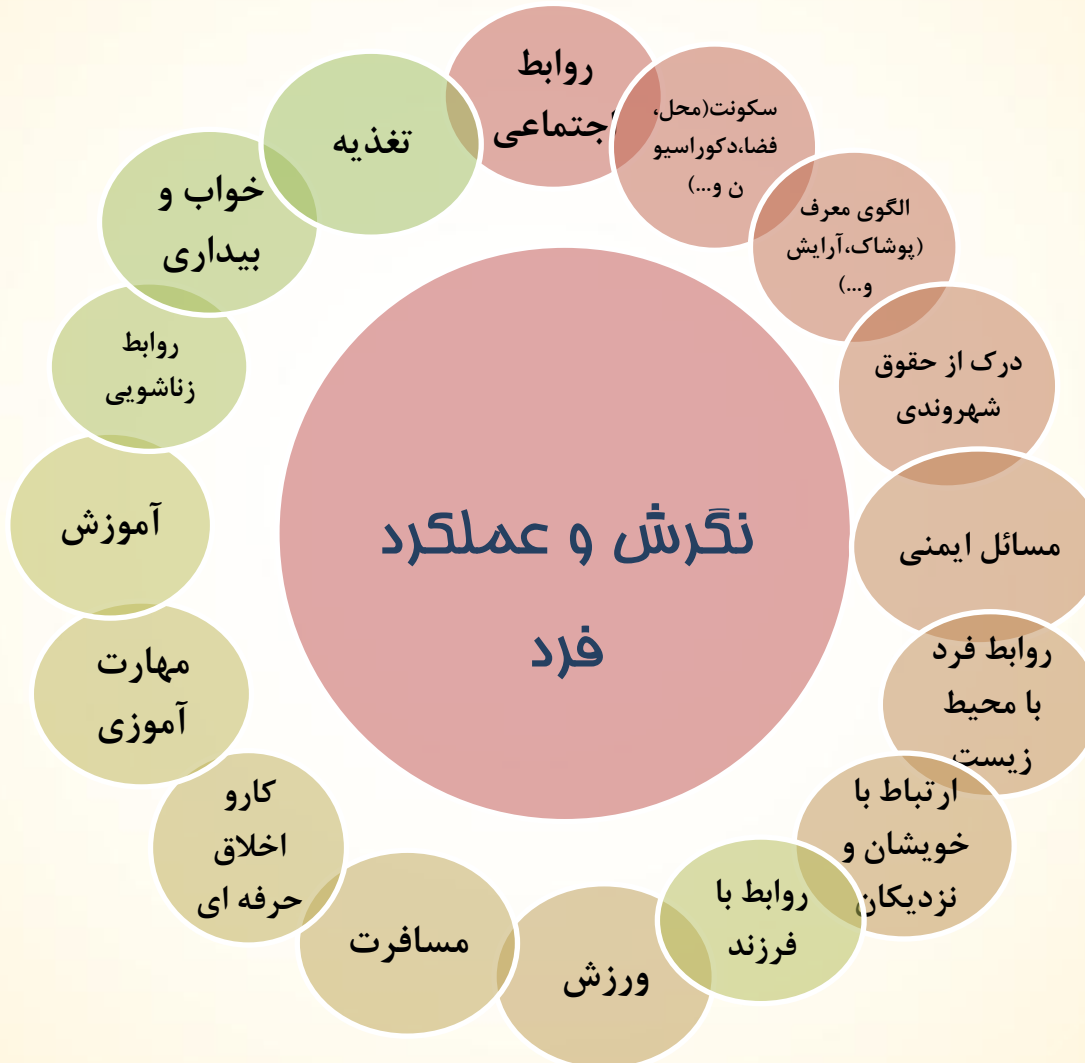 روابط
اجتماعی
سکونت(محل،
فضا،دکوراسیو
ن و...)
الگوی معرف
(پوشاک،آرایش
و...)
درک از حقوق
شهروندی
مسائل ایمنی
روابط فرد
با محیط
زیست
ارتباط با
خویشان و
نزدیکان
روابط با
فرزند
ورزش
مسافرت
کارو
اخلاق
حرفه ای
مهارت
آموزی
آموزش
روابط
زناشویی
خواب و
بیداری
تغذیه
نگرش و عملکرد
فرد